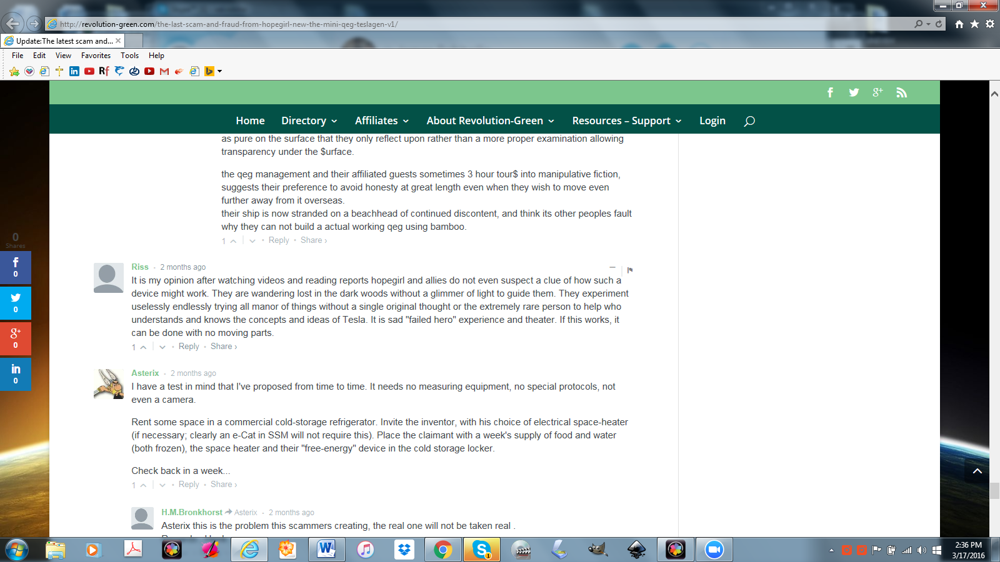 http://revolution-green.com/the-last-scam-and-fraud-from-hopegirl-new-the-mini-qeg-teslagen-v1/
Update:The latest scam and...
File Edit View Favorites Tools Help
Rf
Home Directory Affiliates About Revolution-Green Resources – Support Login
as pure on the surface that they only reflect upon rather than a more proper examination allowing
transparency under the $urface.
the qeg management and their affiliated guests sometimes 3 hour tour$ into manipulative fiction,
suggests their preference to avoid honesty at great length even when they wish to move even
further away from it overseas.
their ship is now stranded on a beachhead of continued discontent, and think its other peoples fault
why they can not build a actual working qeg using bamboo.
1 • Reply • Share ›
0
Shares
f
0
0
g+
0
in
0
Riss • 2 months ago
It is my opinion after watching videos and reading reports hopegirl and allies do not even suspect a clue of how such a
device might work. They are wandering lost in the dark woods without a glimmer of light to guide them. They experiment
uselessly endlessly trying all manor of things without a single original thought or the extremely rare person to help who
understands and knows the concepts and ideas of Tesla. It is sad "failed hero" experience and theater. If this works, it
can be done with no moving parts.
1 • Reply • Share ›
Asterix • 2 months ago
I have a test in mind that I've proposed from time to time. It needs no measuring equipment, no special protocols, not
even a camera.
Rent some space in a commercial cold-storage refrigerator. Invite the inventor, with his choice of electrical space-heater
(if necessary; clearly an e-Cat in SSM will not require this). Place the claimant with a week's supply of food and water
(both frozen), the space heater and their "free-energy" device in the cold storage locker.
Check back in a week...
1 • Reply • Share ›
H.M.Bronkhorst Asterix • 2 months ago
Asterix this is the problem this scammers creating, the real one will not be taken real .
2:36 PM
3/17/2016